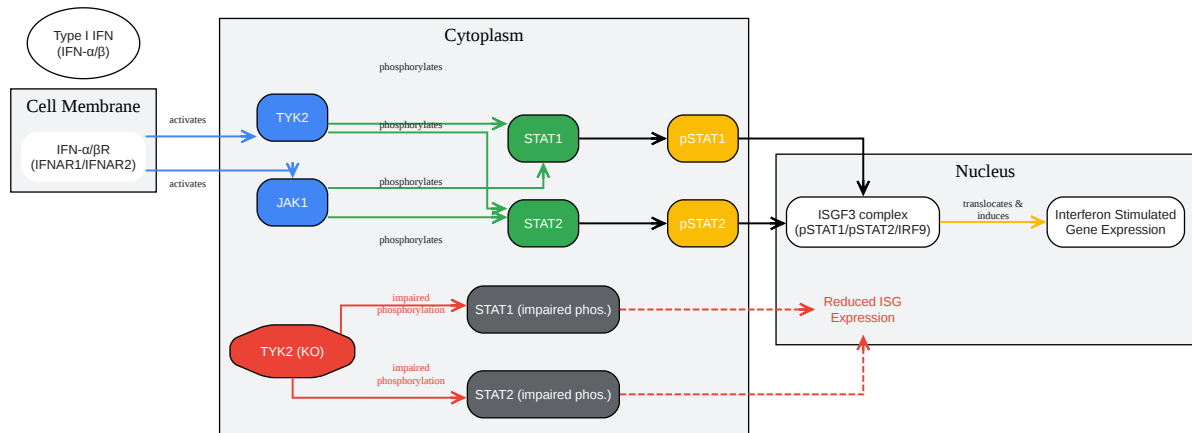 Type I IFN
(IFN-α/β)
Cell Membrane
IFN-α/βR
(IFNAR1/IFNAR2)
activates
activates
Cytoplasm
phosphorylates
TYK2
phosphorylates
STAT1
pSTAT1
JAK1
phosphorylates
STAT2
pSTAT2
phosphorylates
Nucleus
ISGF3 complex
(pSTAT1/pSTAT2/IRF9)
translocates &
induces
Interferon Stimulated
Gene Expression
TYK2 (KO)
impaired
phosphorylation
STAT1 (impaired phos.)
impaired
phosphorylation
STAT2 (impaired phos.)
Reduced ISG
Expression